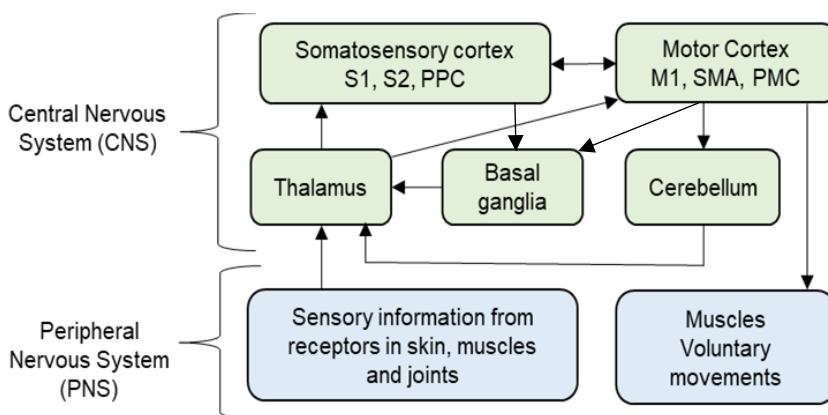 Somatosensory cortex
S1, S2, PPC
Motor Cortex
M1, SMA, PMC
Central Nervous
System (CNS)
Thalamus
Basal
ganglia
Cerebellum
Peripheral
Nervous System
(PNS)
Sensory information from
receptors in skin, muscles
and joints
Muscles
Voluntary
movements